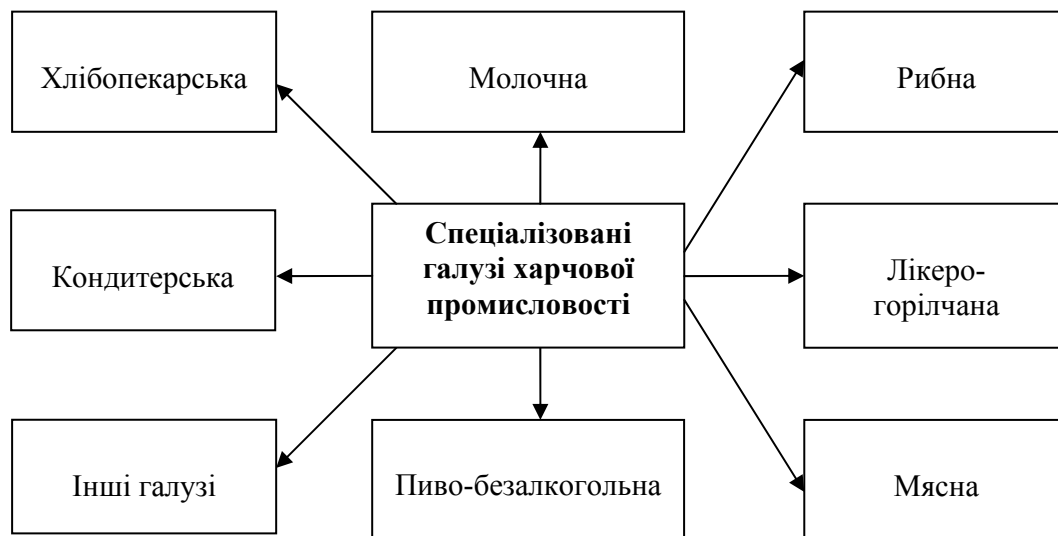 Хлібопекарська
Молочна
Рибна
Спеціалізовані
галузі харчової
промисловості
Кондитерська
Лікеро-
горілчана
Інші галузі
Пиво-безалкогольна
Мясна